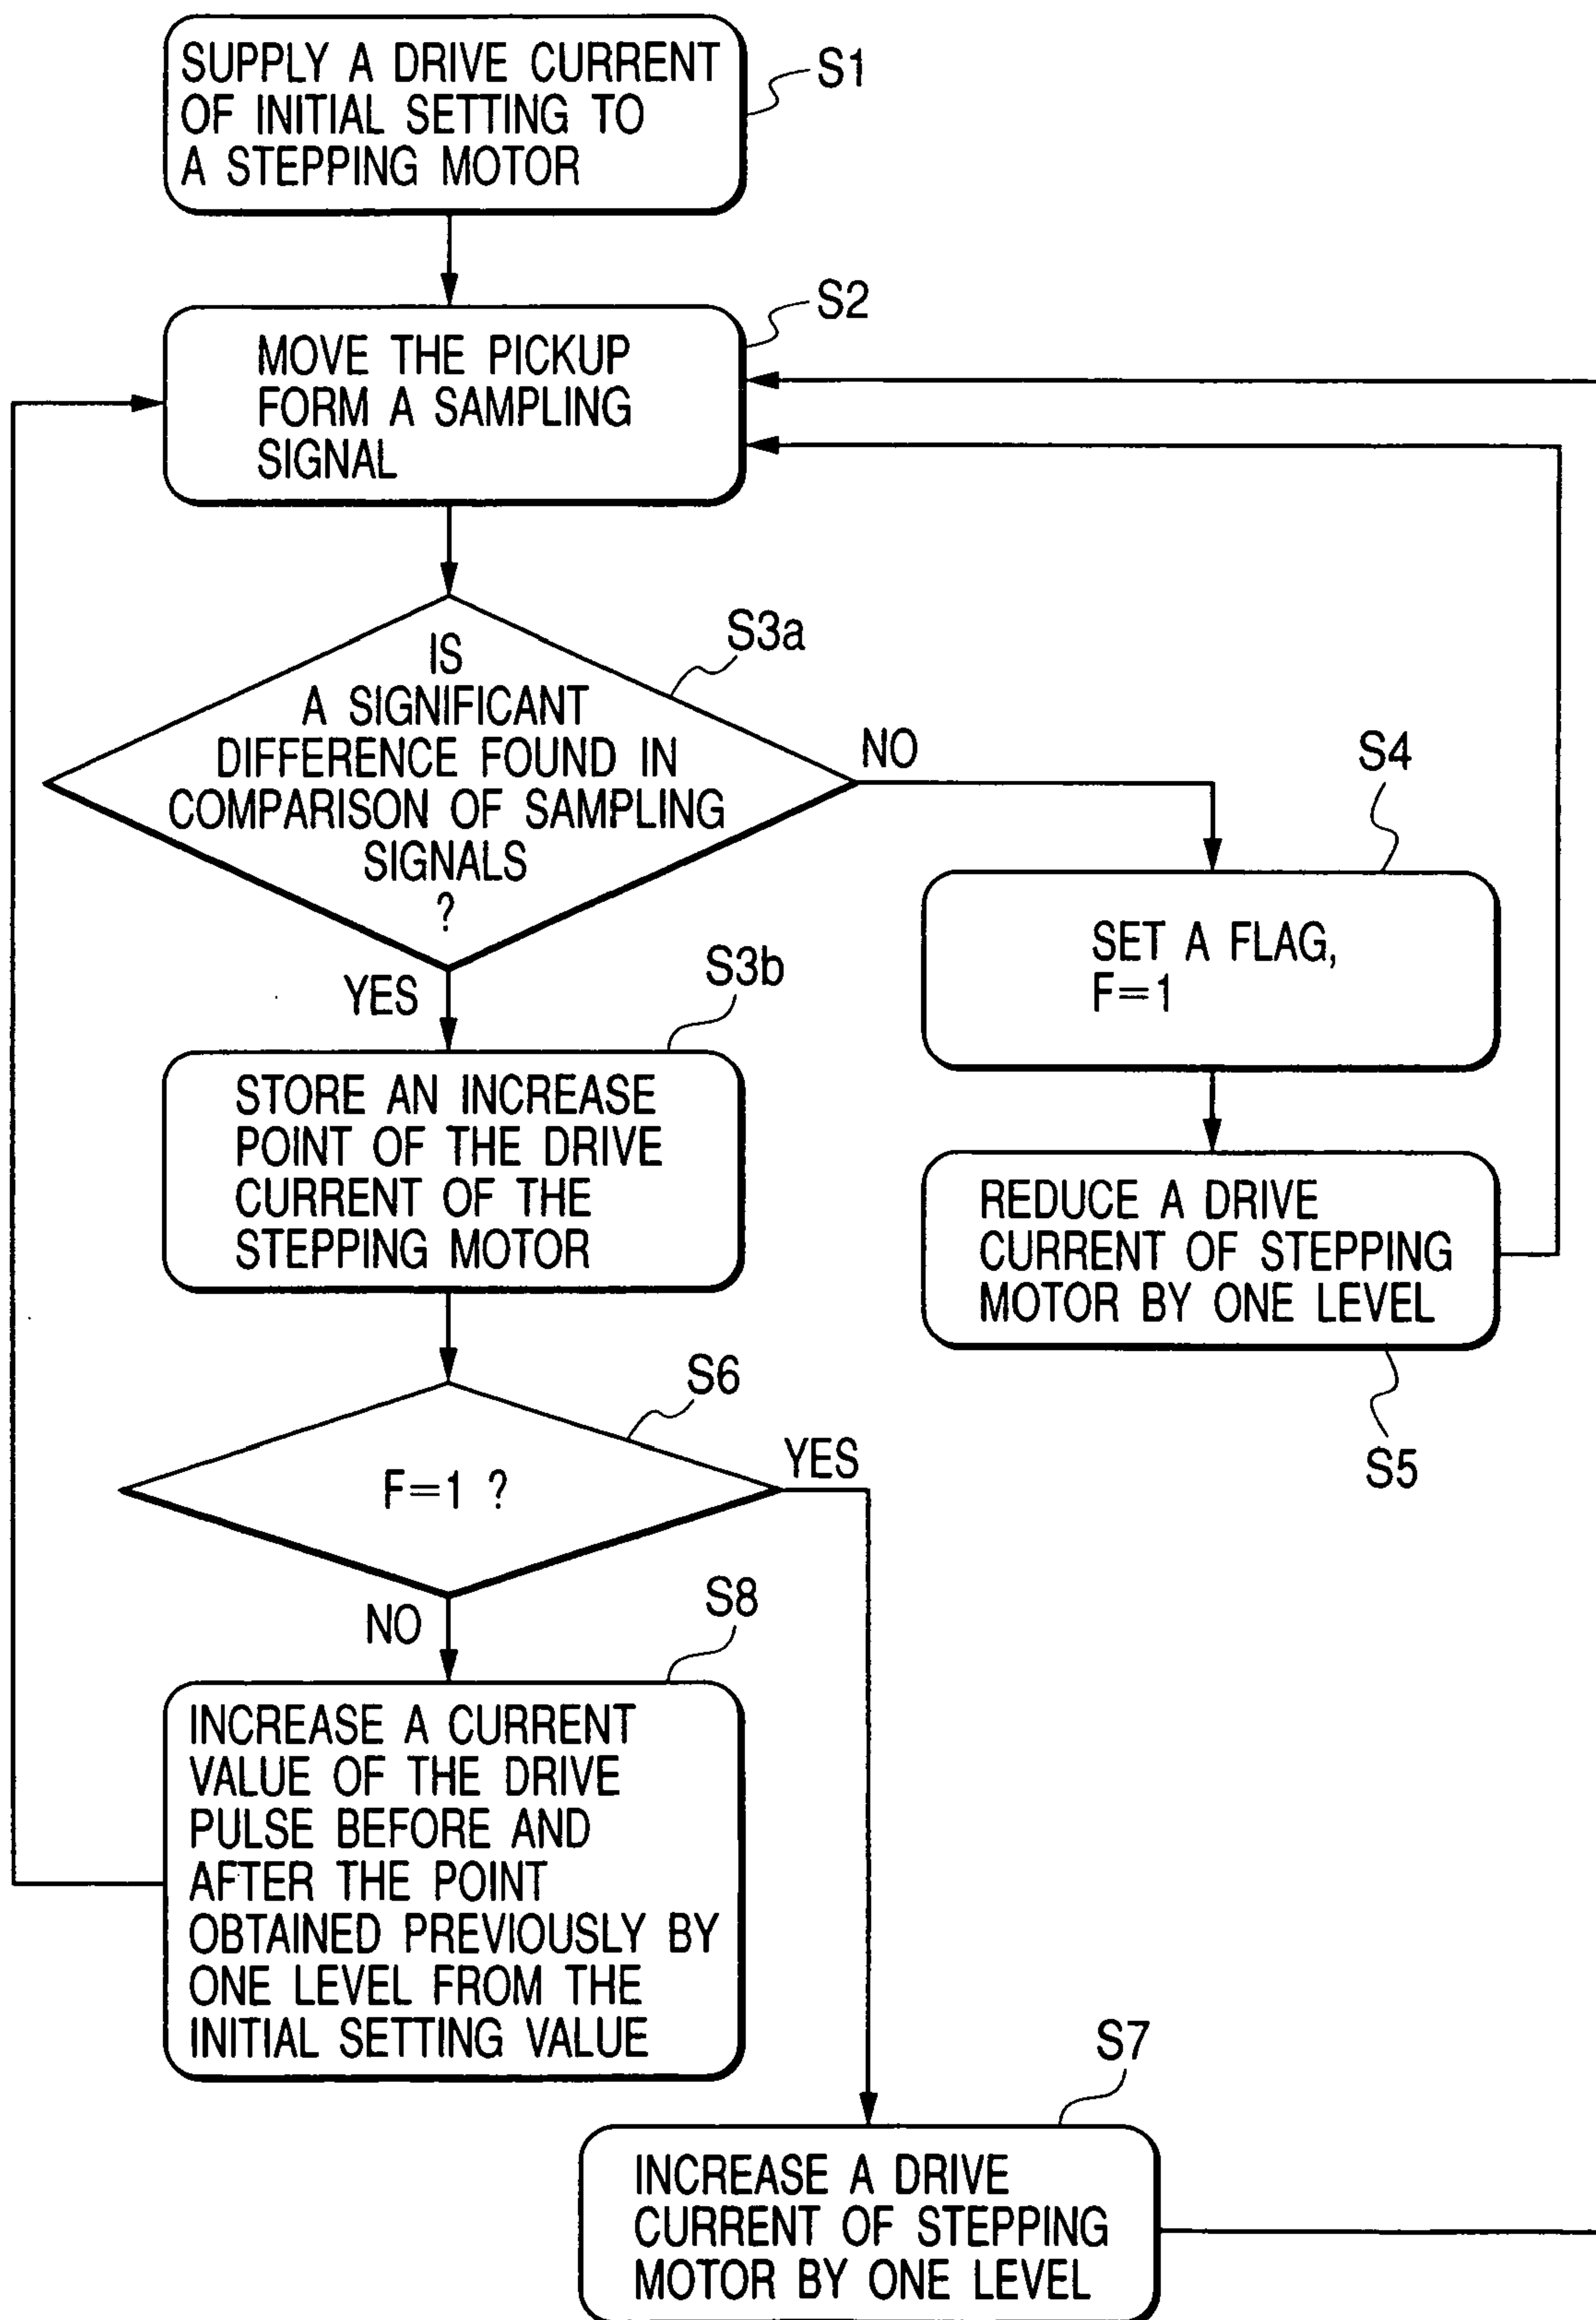 SUPPLY A DRIVE CURRENT
OF INITIAL SETTING TO
A STEPPING MOTOR
S1
MOVE THE PICKUP
FORM A SAMPLING
SIGNAL
S2
IS
A SIGNIFICANT
DIFFERENCE FOUND IN
COMPARISON OF SAMPLING
SIGNALS
?
S3a
NO
YES
S4
SET A FLAG,
F=1
S3b
STORE AN INCREASE
POINT OF THE DRIVE
CURRENT OF THE
STEPPING MOTOR
REDUCE A DRIVE
CURRENT OF STEPPING
MOTOR BY ONE LEVEL
S5
S6
F=1 ?
YES
NO
S8
INCREASE A CURRENT
VALUE OF THE DRIVE
PULSE BEFORE AND
AFTER THE POINT
OBTAINED PREVIOUSLY BY
ONE LEVEL FROM THE
INITIAL SETTING VALUE
S7
INCREASE A DRIVE
CURRENT OF STEPPING
MOTOR BY ONE LEVEL